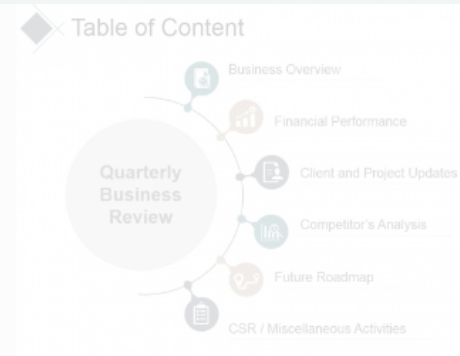 Table of Content
Business Overview
Financial Performance
Client and Project Updates
Competitor's Analysis
Future Roadmap
CSR / Miscellaneous Activities
Quarterly
Business
Review